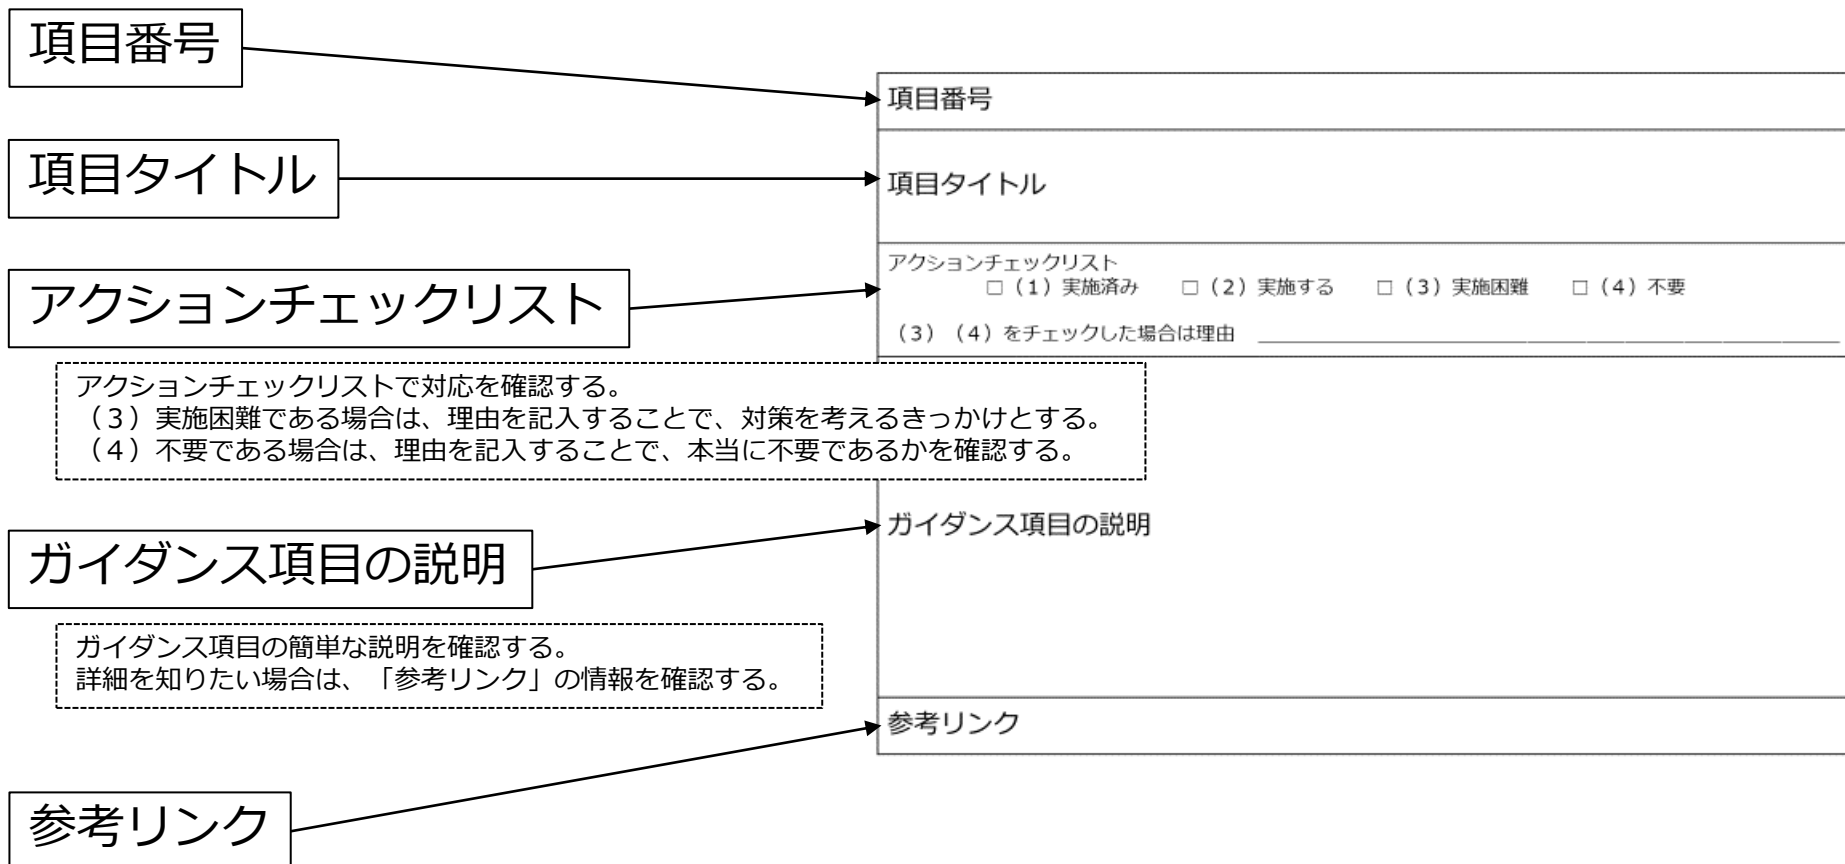 項目番号
項目タイトル
アクションチェックリスト
アクションチェックリストで対応を確認する。
（３）実施困難である場合は、理由を記入することで、対策を考えるきっかけとする。
（４）不要である場合は、理由を記入することで、本当に不要であるかを確認する。
ガイダンス項目の説明
ガイダンス項目の簡単な説明を確認する。
詳細を知りたい場合は、「参考リンク」の情報を確認する。
参考リンク
項目番号
項目タイトル
アクションチェックリスト
□（１）実施済み　□（２）実施する　□（３）実施困難　□（４）不要
（３）（４）をチェックした場合は理由
ガイダンス項目の説明
参考リンク